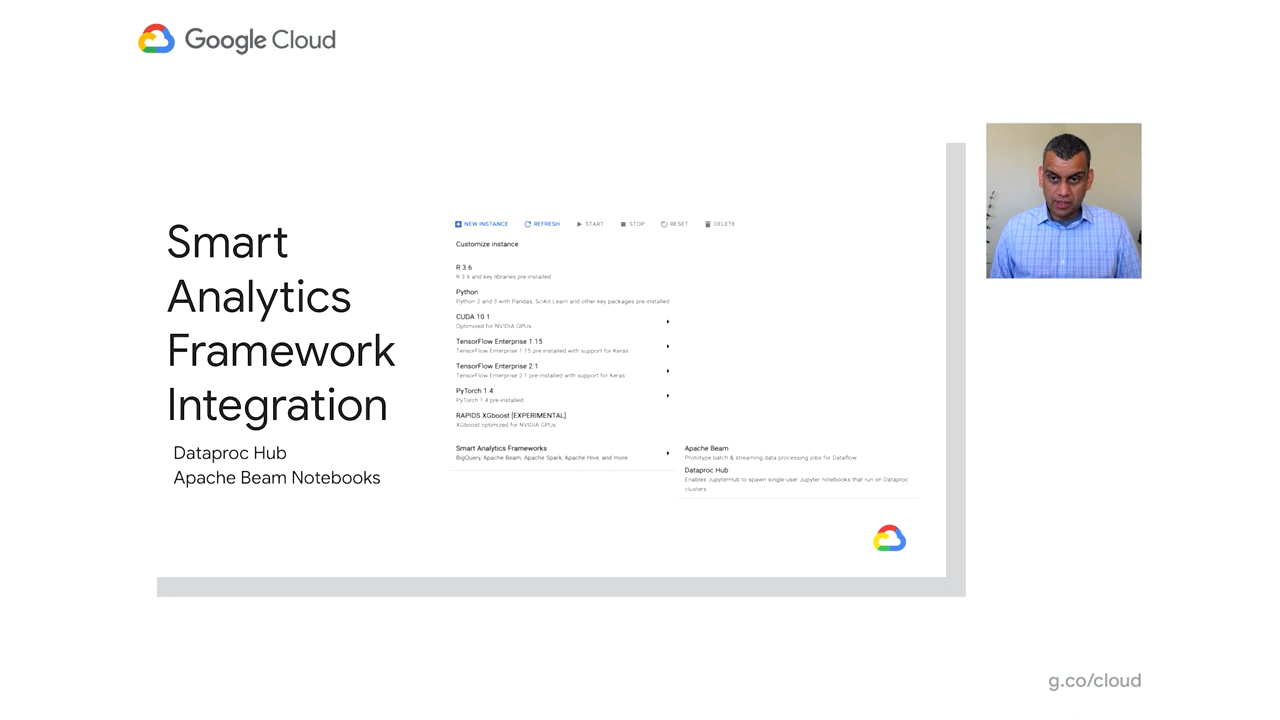 Google Cloud
Smart
Analytics
Framework
Integration
Dataproc Hub
Apache Beam Notebooks
NEW INSTANCE REFRESH START STOP RESET DELETE
Customize instance
R 3.6
R 3 6 and key libraries pre-installed
Python
Python 2 and 3 with Pandas, SciKit Learn and other key packages pre-installed
CUDA 10.1
Optimized for NVIDIA GPUs
TensorFlow Enterprise 1.15
TensorFlow Enterprise 1 15 pre-installed with support for Keras
TensorFlow Enterprise 2.1
TensorFlow Enterprise 2 1 pre-installed with support for Keras
PyTorch 1.4
PyTorch 1.4 pre-installed
RAPIDS XGboost [EXPERIMENTAL]
XGboost optimized for NVIDIA GPUs
Smart Analytics Frameworks
BigQuery, Apache Beam, Apache Spark, Apache Hive, and more
Apache Beam
Prototype batch & streaming data processing jobs for Dataflow
Dataproc Hub
Enables JupyterHub to spawn single-user Jupyter notebooks that run on Dataproc
clusters
g.co/cloud